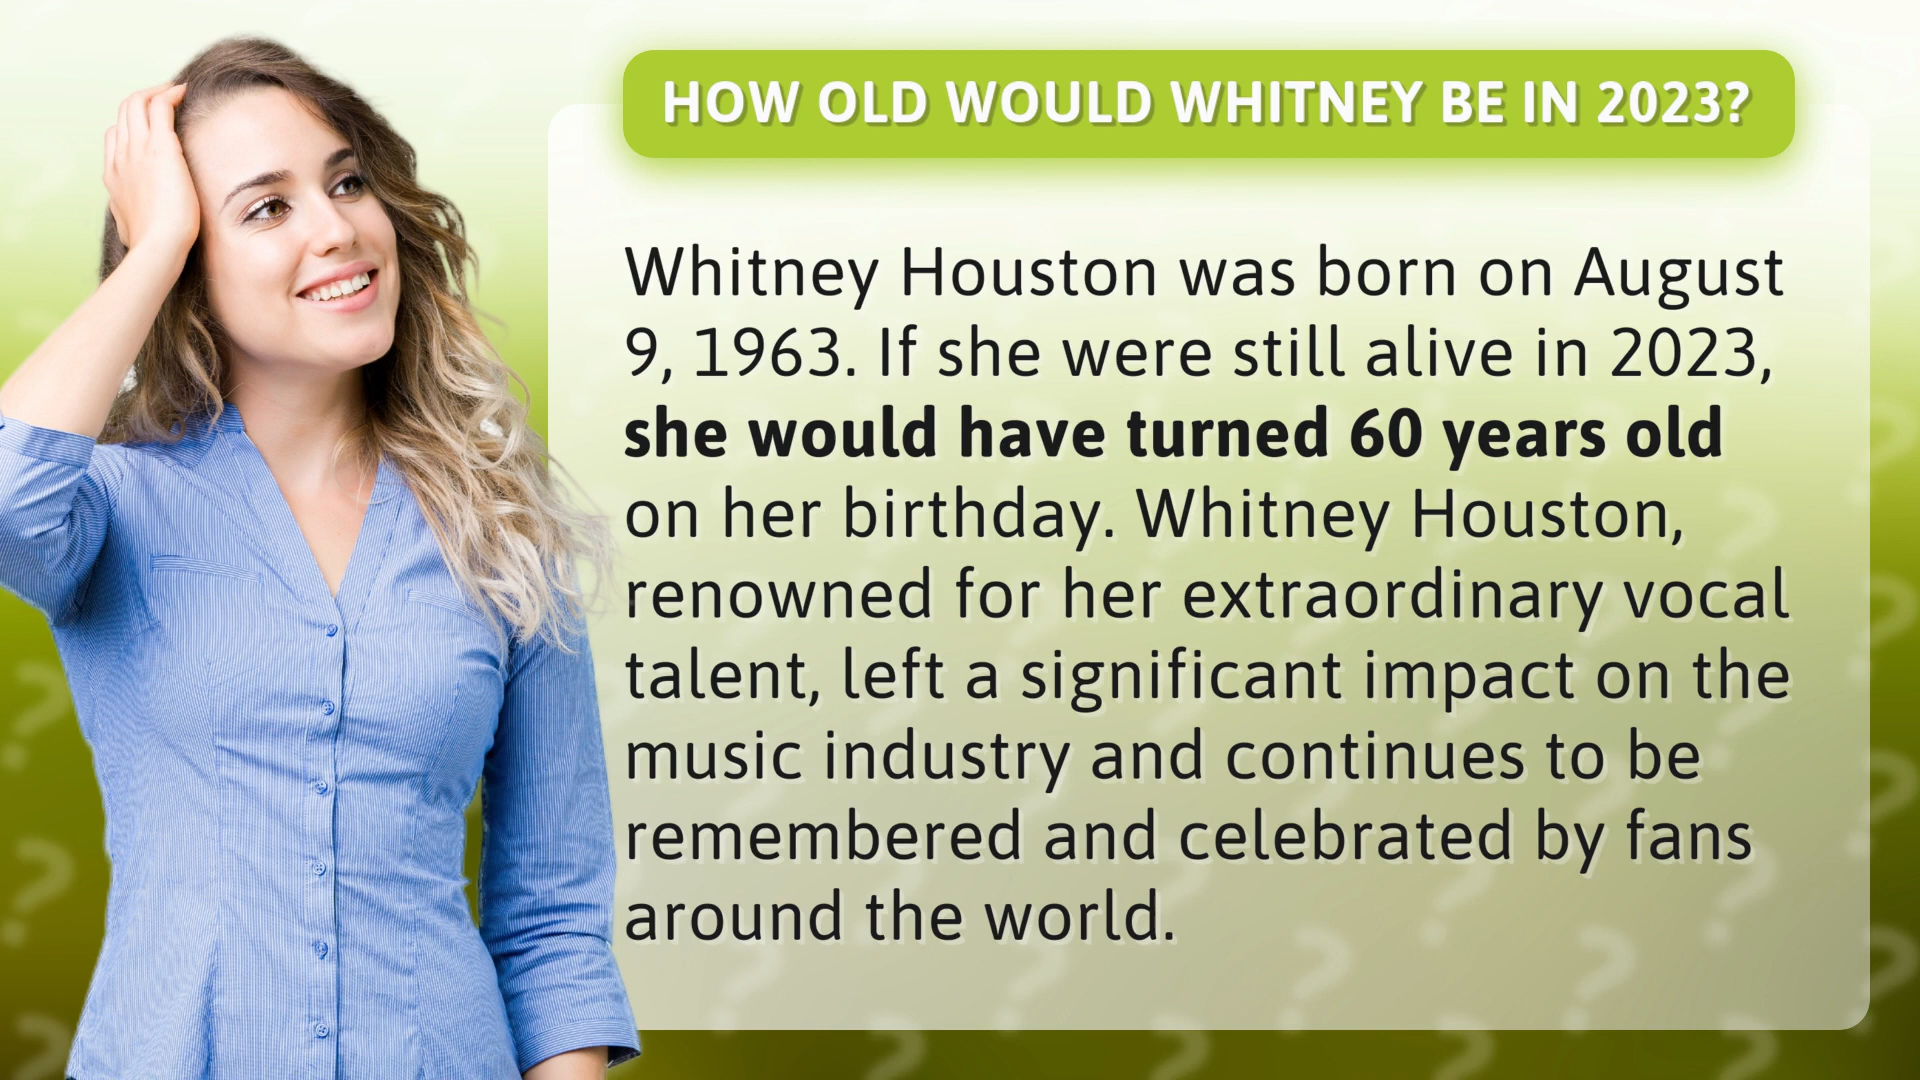 HOW OLD WOULD WHITNEY BE IN 2023?
Whitney Houston was born on August
9, 1963. If she were still alive in 2023,
she would have turned 60 years old
on her birthday. Whitney Houston,
renowned for her extraordinary vocal
talent, left a significant impact on the
music industry and continues to be
remembered and celebrated by fans
around the world.